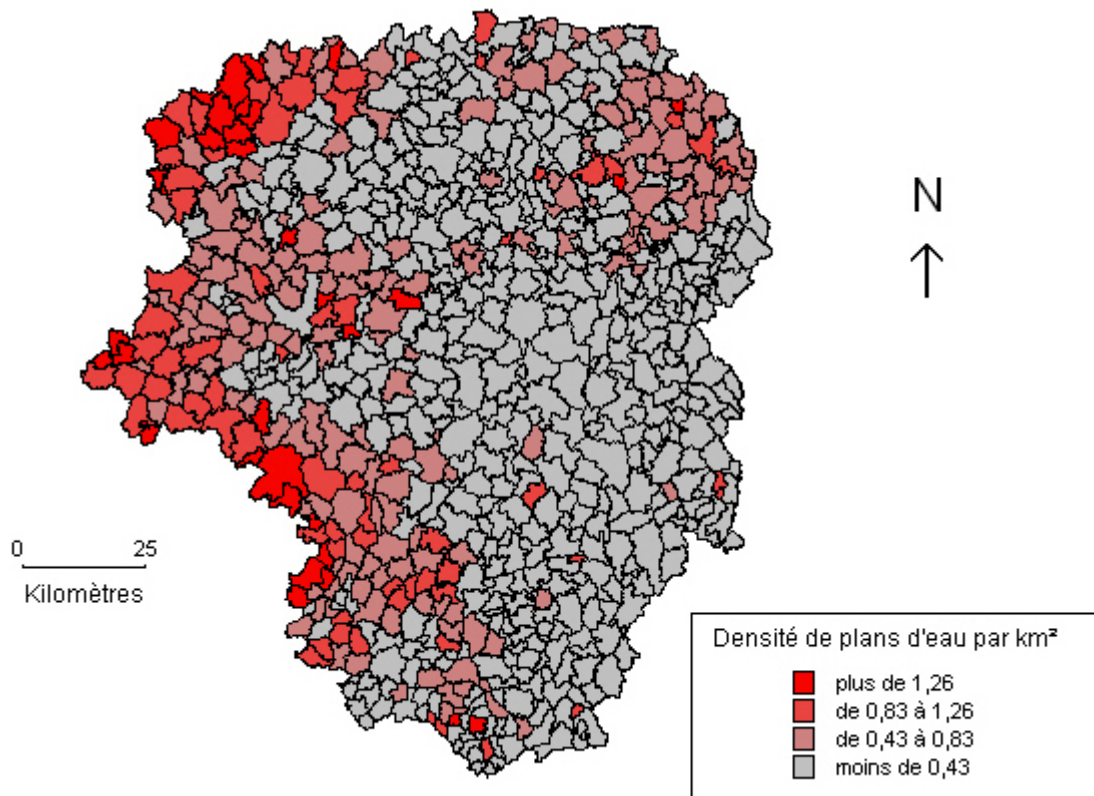 N
0 25
Kilomètres
Densité de plans d'eau par km²
plus de 1,26
de 0,83 à 1,26
de 0,43 à 0,83
moins de 0,43